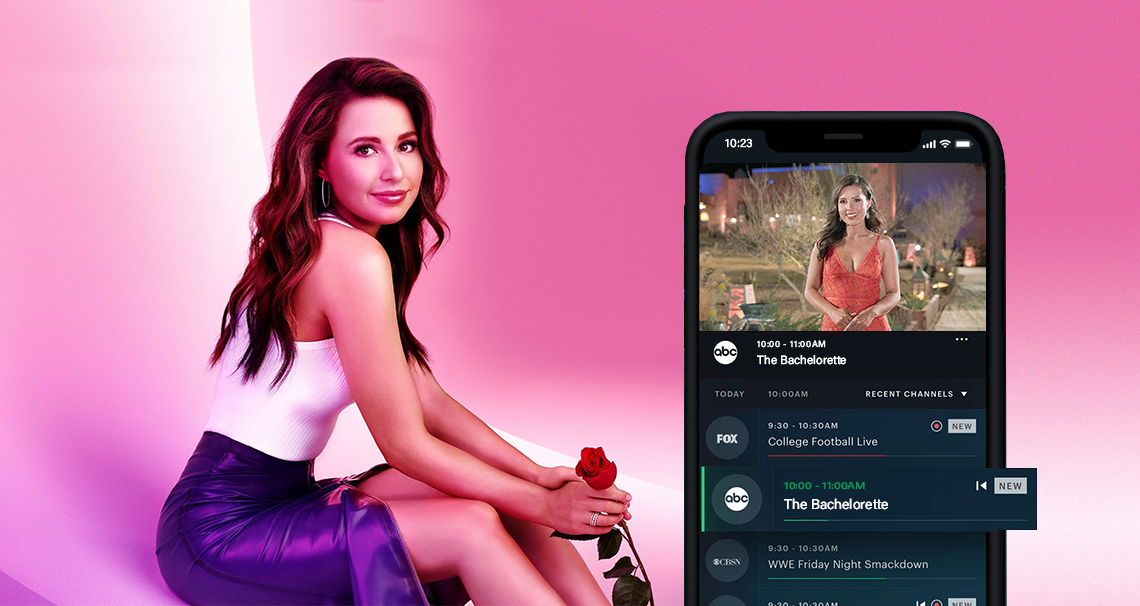 10:23
abc
10:00 - 11:00AM
The Bachelorette
TODAY 10:00AM RECENT CHANNELS
FOX
9:30 - 10:30AM
NEW
College Football Live
abc
10:00 - 11:00AM
NEW
The Bachelorette
CBSN
9:30 - 10:30AM
WWE Friday Night Smackdown
9:30 - 10:30AM
NEW